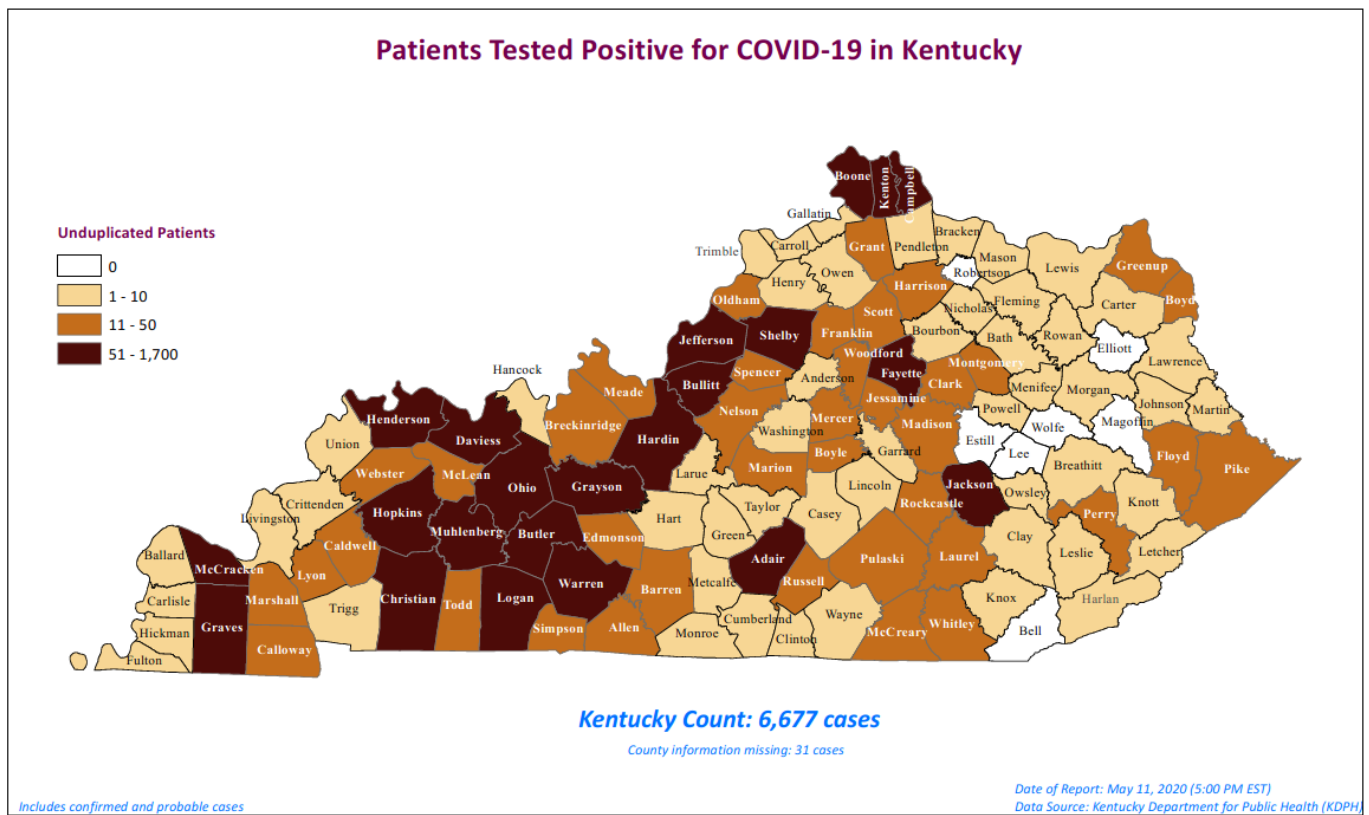 Patients Tested Positive for COVID-19 in Kentucky
Unduplicated Patients
0
1 - 10
11 - 50
51 - 1,700
Boone
Kenton
Campbell
Gallatin
Trimble
Carroll
Grant
Pendleton
Bracken
Mason
Robertson
Lewis
Greenup
Owen
Henry
Harrison
Oldham
Nicholas
Fleming
Carter
Boyd
Scott
Franklin
Bourbon
Bath
Rowan
Elliott
Lawrence
Jefferson
Shelby
Woodford
Fayette
Montgomery
Spencer
Anderson
Clark
Menifee
Morgan
Johnson
Martin
Hancock
Meade
Bullitt
Jessamine
Powell
Nelson
Mercer
Madison
Wolfe
Magoffin
Henderson
Daviess
Breckinridge
Hardin
Washington
Estill
Lee
Union
Boyle
Garrard
Breathitt
Floyd
Pike
Webster
McLean
Ohio
Grayson
Larue
Marion
Lincoln
Jackson
Owsley
Knott
Crittenden
Livingston
Hopkins
Muhlenberg
Butler
Edmonson
Hart
Taylor
Green
Casey
Rockcastle
Perry
Caldwell
Clay
Leslie
Letcher
Ballard
McCracken
Lyon
Warren
Adair
Pulaski
Laurel
Carlisle
Marshall
Trigg
Christian
Todd
Logan
Barren
Metcalfe
Russell
Knox
Harlan
Hickman
Graves
Calloway
Simpson
Allen
Monroe
Cumberland
Clinton
Wayne
McCreary
Whitley
Bell
Fulton
Kentucky Count: 6,677 cases
County information missing: 31 cases
Includes confirmed and probable cases
Date of Report: May 11, 2020 (5:00 PM EST)
Data Source: Kentucky Department for Public Health (KDPH)